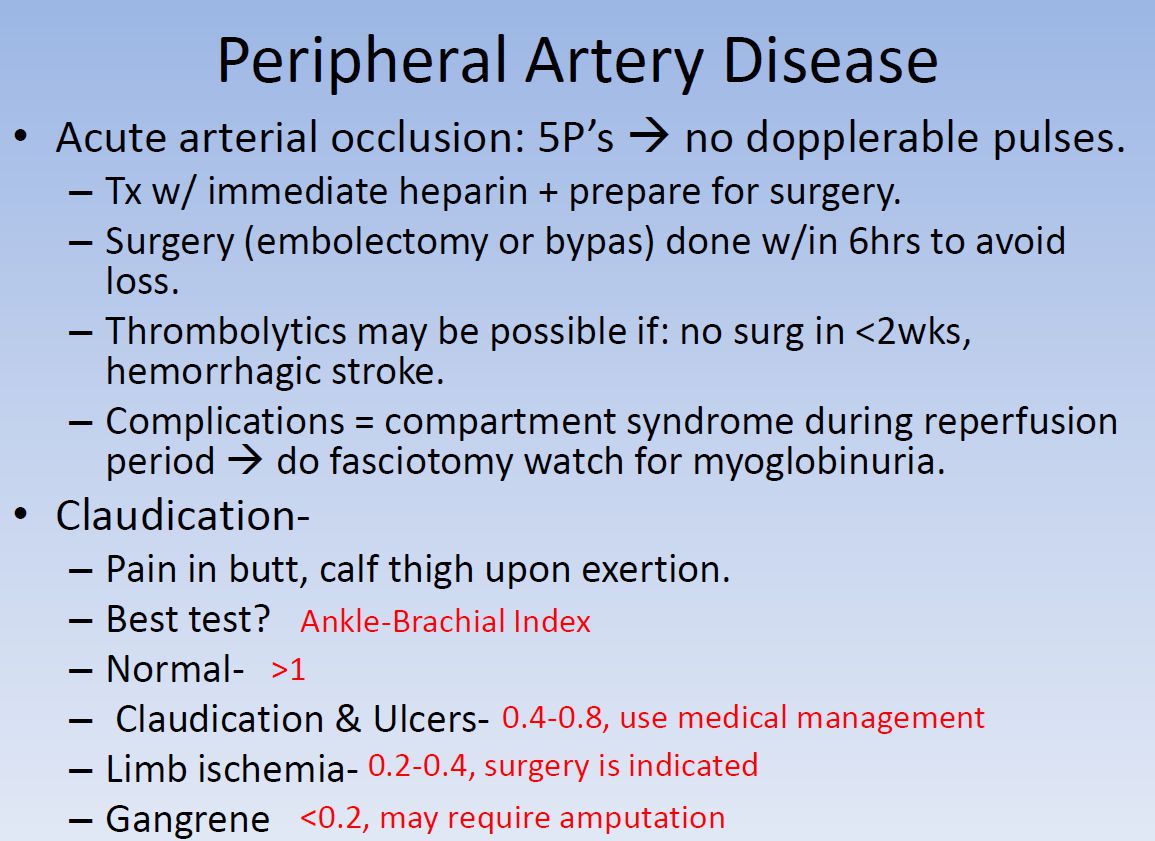 Peripheral Artery Disease
• Acute arterial occlusion: 5P’s → no dopplerable pulses.
– Tx w/ immediate heparin + prepare for surgery.
– Surgery (embolectomy or bypas) done w/in 6hrs to avoid
loss.
– Thrombolytics may be possible if: no surg in <2wks,
hemorrhagic stroke.
– Complications = compartment syndrome during reperfusion
period → do fasciotomy watch for myoglobinuria.
• Claudication-
– Pain in butt, calf thigh upon exertion.
– Best test? Ankle-Brachial Index
– Normal- >1
– Claudication & Ulcers- 0.4-0.8, use medical management
– Limb ischemia- 0.2-0.4, surgery is indicated
– Gangrene <0.2, may require amputation